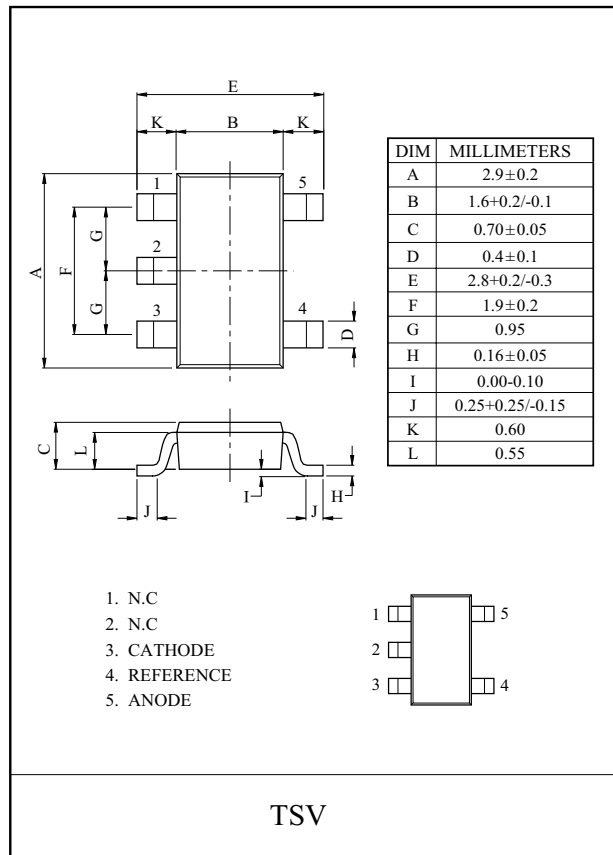 E
K B K
1 5
G
2
F
A
G
3 4
D
C
L
I
H
J J
DIM MILLIMETERS
A 2.9±0.2
B 1.6+0.2/-0.1
C 0.70±0.05
D 0.4±0.1
E 2.8+0.2/-0.3
F 1.9±0.2
G 0.95
H 0.16±0.05
I 0.00-0.10
J 0.25+0.25/-0.15
K 0.60
L 0.55
1. N.C
2. N.C
3. CATHODE
4. REFERENCE
5. ANODE
1 5
2
3 4
TSV